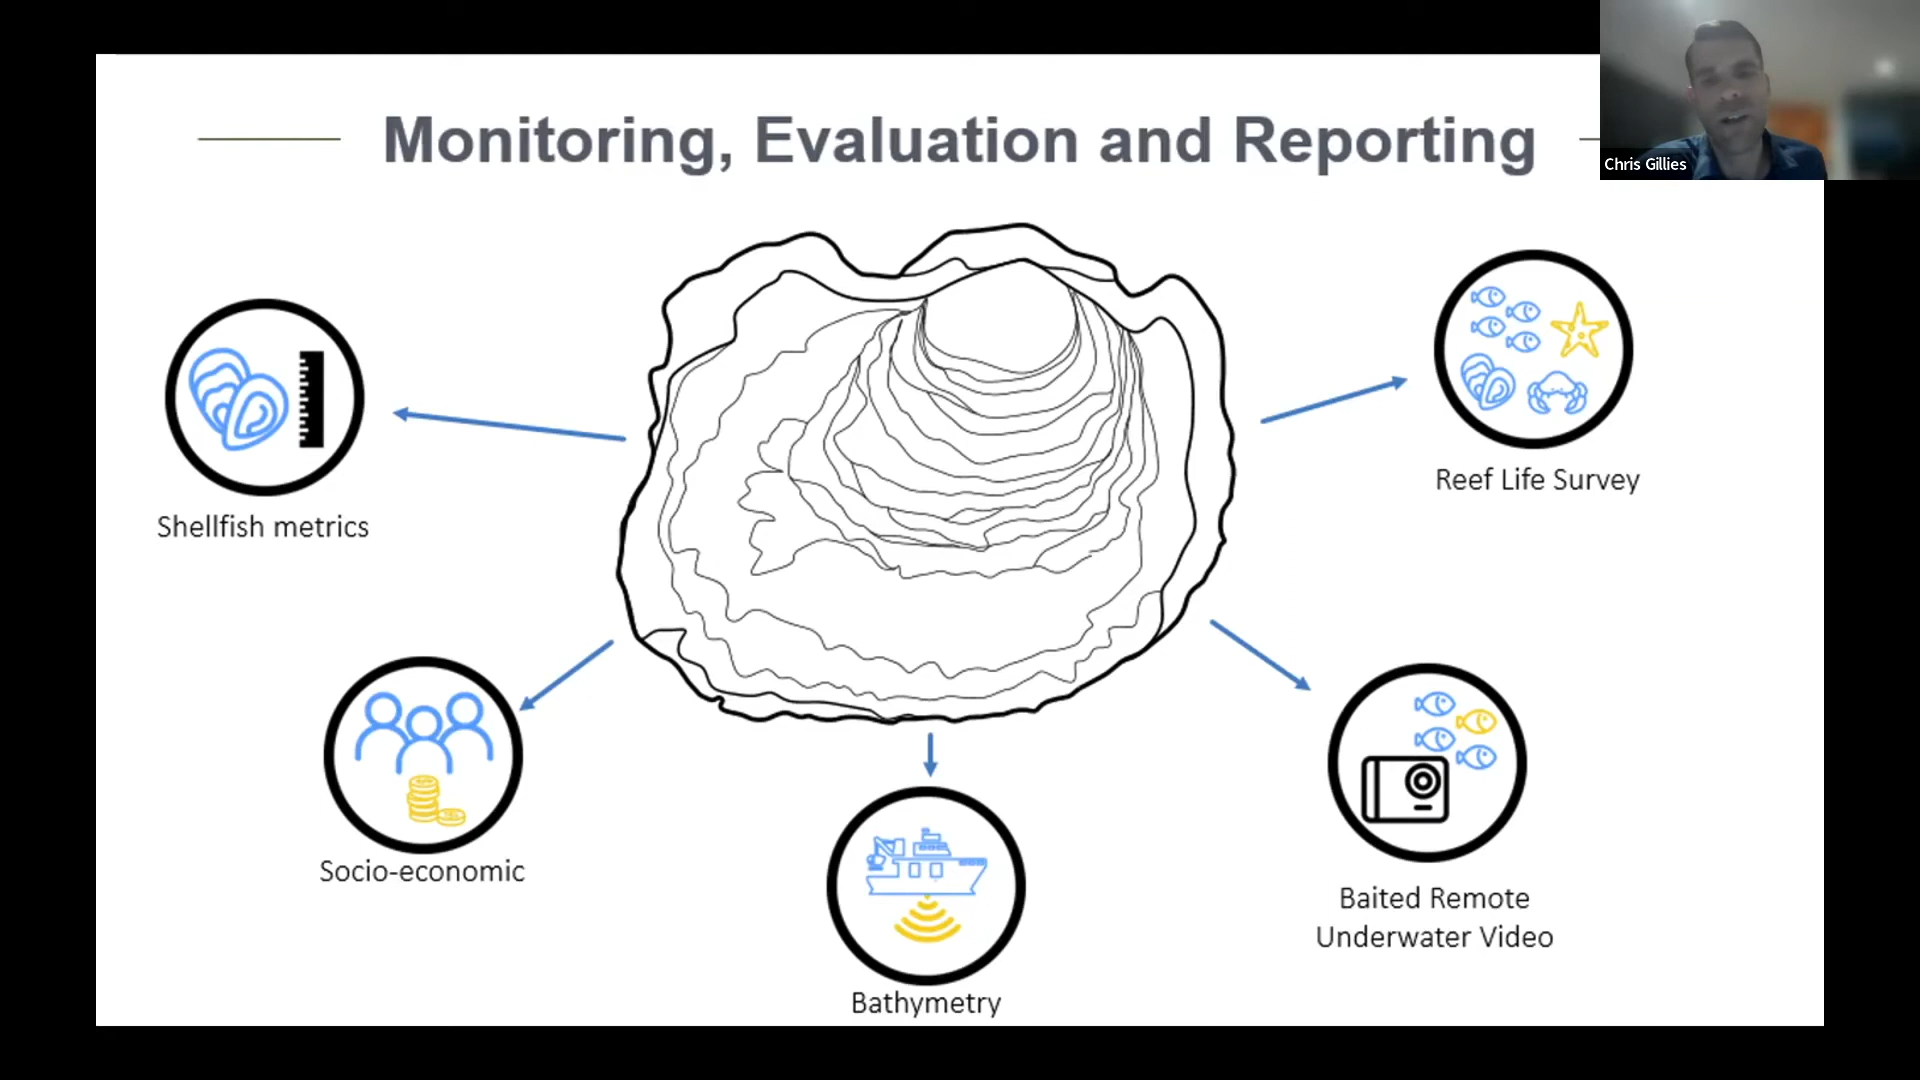 Monitoring, Evaluation and Reporting
Chris Gillies
Shellfish metrics
Reef Life Survey
Socio-economic
Baited Remote
Underwater Video
Bathymetry